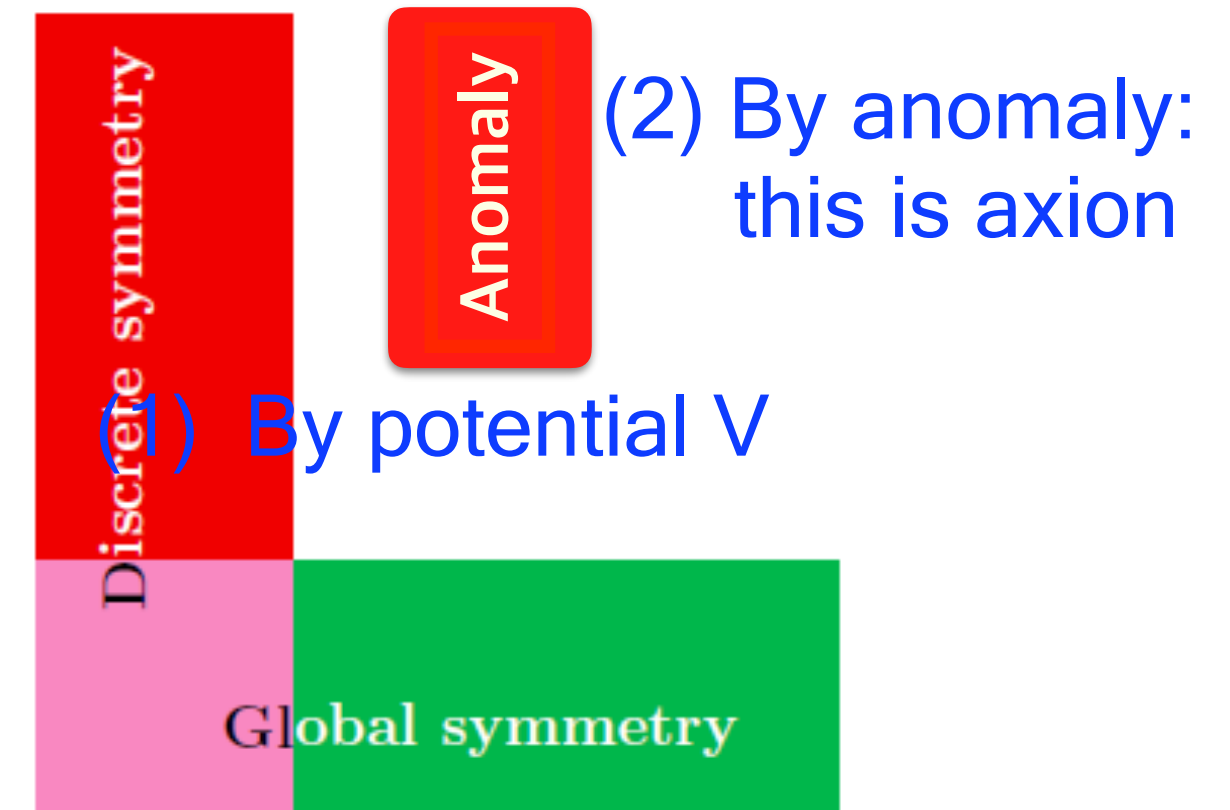 Discrete symmetry
Anomaly
(2) By anomaly:
this is axion
(1) By potential V
Global symmetry